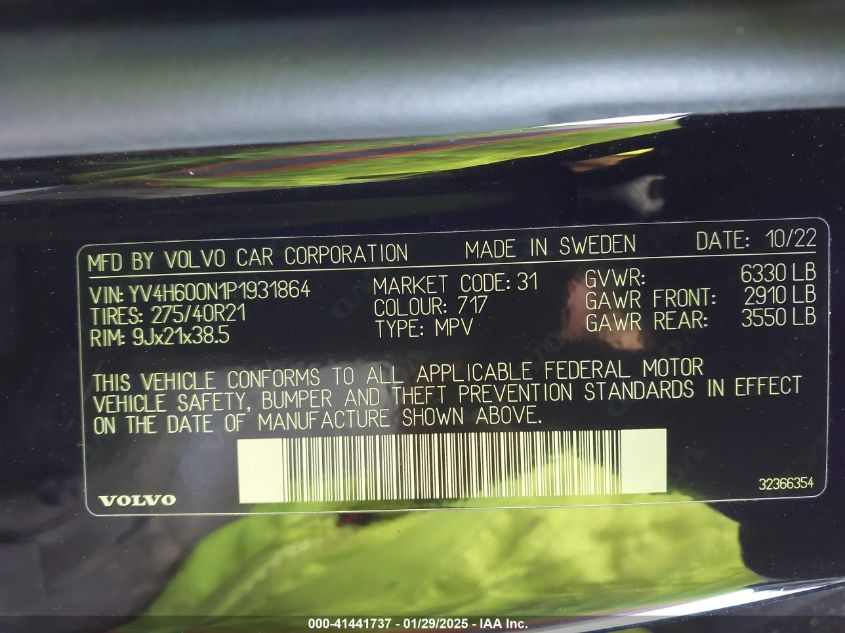 MFD BY VOLVO CAR CORPORATION MADE IN SWEDEN DATE: 10/22
VIN: YV4H600N1P1931864 MARKET CODE: 31 GVWR: 6330 LB
TIRES: 275/40R21 COLOUR: 717 GAWR FRONT: 2910 LB
RIM: 9Jx21x38.5 TYPE: MPV GAWR REAR: 3550 LB
THIS VEHICLE CONFORMS TO ALL APPLICABLE FEDERAL MOTOR
VEHICLE SAFETY, BUMPER AND THEFT PREVENTION STANDARDS IN EFFECT
ON THE DATE OF MANUFACTURE SHOWN ABOVE.
VOLVO 32366354
000-41441737 - 01/29/2025 - IAA Inc.